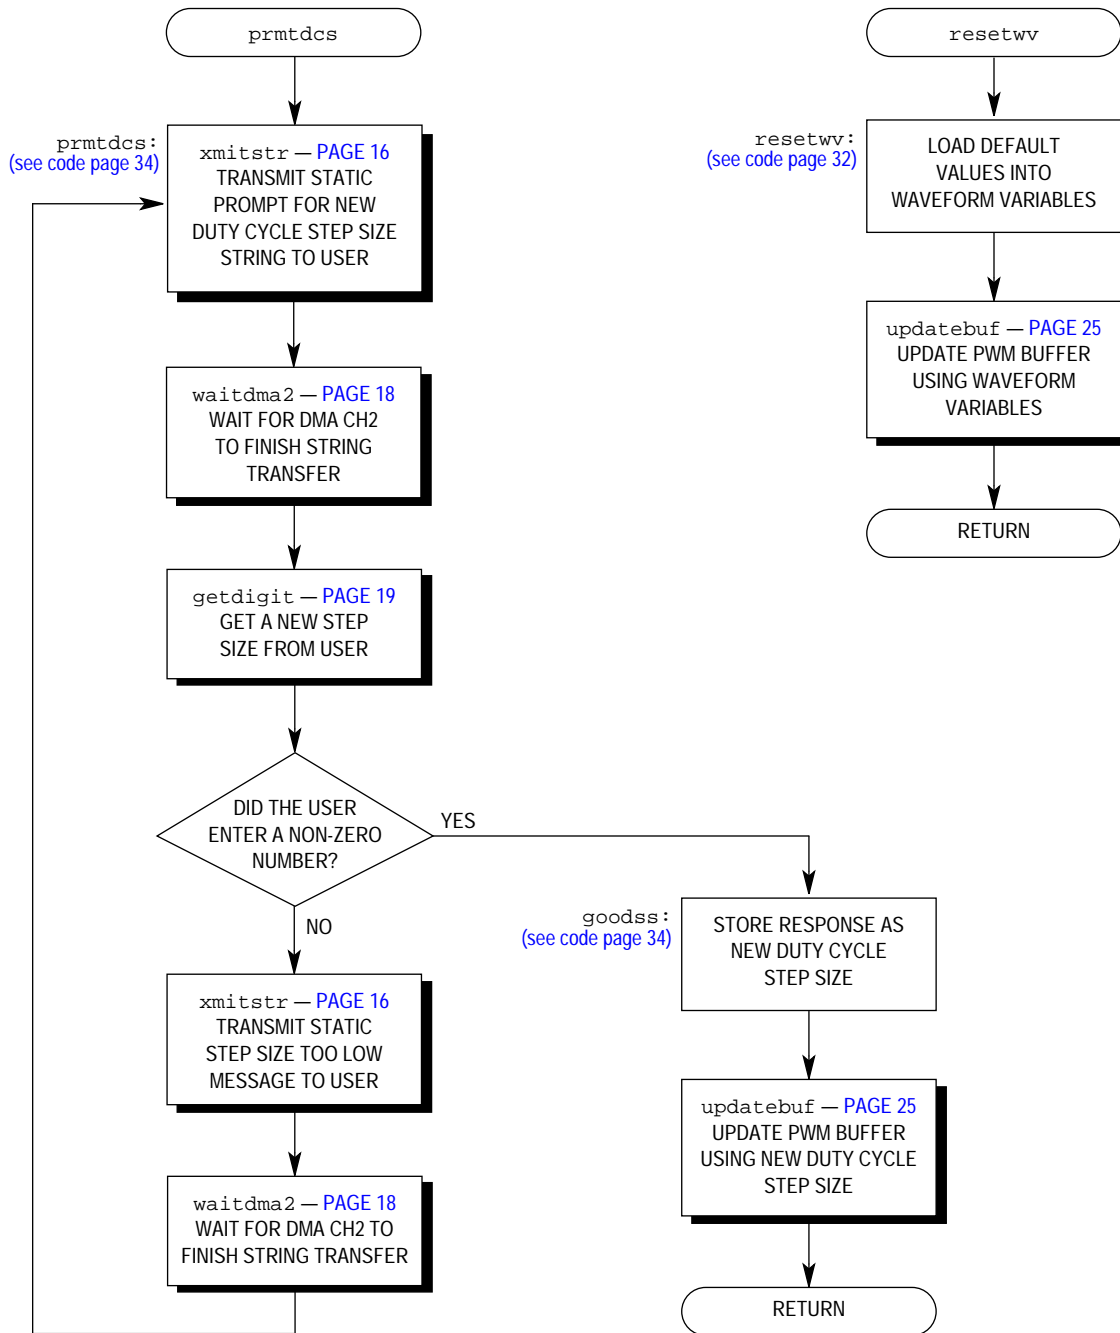 prmtdcs
prmtdcs:
(see code page 34)
xmitstr — PAGE 16
TRANSMIT STATIC
PROMPT FOR NEW
DUTY CYCLE STEP SIZE
STRING TO USER
waitdma2 — PAGE 18
WAIT FOR DMA CH2
TO FINISH STRING
TRANSFER
getdigit — PAGE 19
GET A NEW STEP
SIZE FROM USER
DID THE USER
ENTER A NON-ZERO
NUMBER?
YES
NO
xmitstr — PAGE 16
TRANSMIT STATIC
STEP SIZE TOO LOW
MESSAGE TO USER
waitdma2 — PAGE 18
WAIT FOR DMA CH2 TO
FINISH STRING TRANSFER
goodss:
(see code page 34)
STORE RESPONSE AS
NEW DUTY CYCLE
STEP SIZE
updatebuf — PAGE 25
UPDATE PWM BUFFER
USING NEW DUTY CYCLE
STEP SIZE
RETURN
resetwv
resetwv:
(see code page 32)
LOAD DEFAULT
VALUES INTO
WAVEFORM VARIABLES
updatebuf — PAGE 25
UPDATE PWM BUFFER
USING WAVEFORM
VARIABLES
RETURN